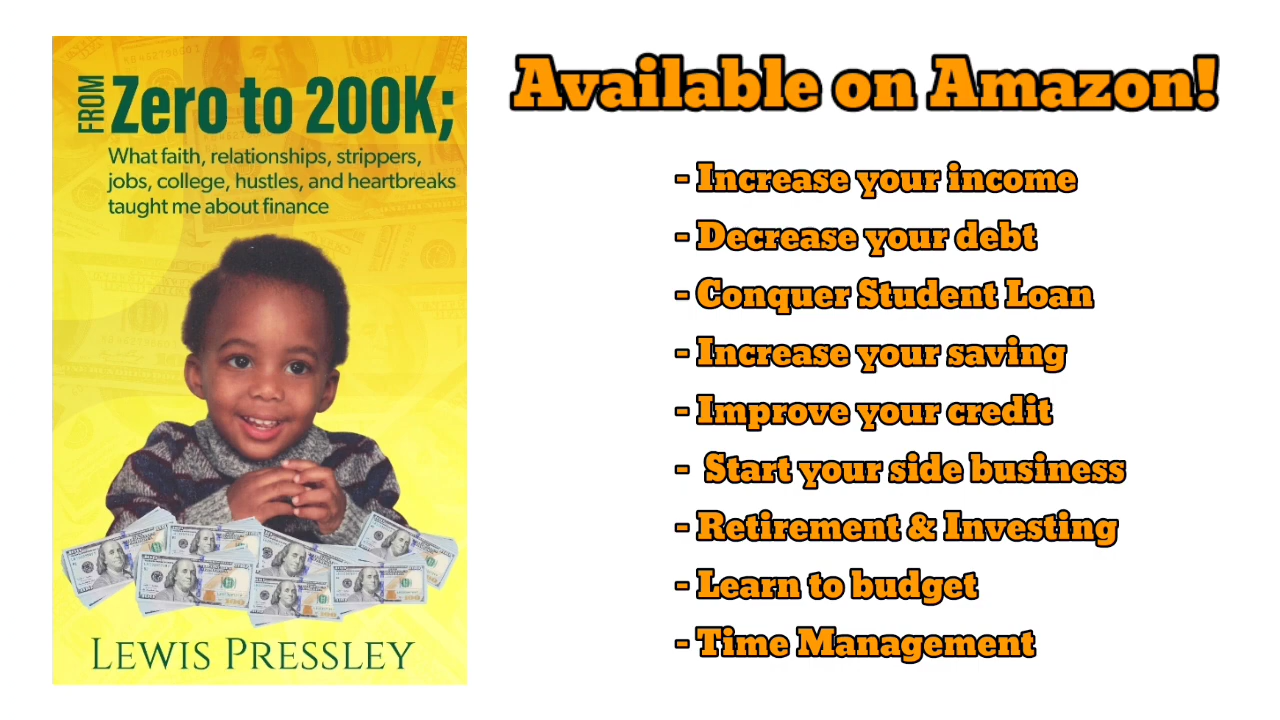 FROM
Zero to 200K;
What faith, relationships, strippers,
jobs, college, hustles, and heartbreaks
taught me about finance
LEWIS PRESSLEY
Available on Amazon!
- Increase your income
- Decrease your debt
- Conquer Student Loan
- Increase your saving
- Improve your credit
- Start your side business
- Retirement & Investing
- Learn to budget
- Time Management